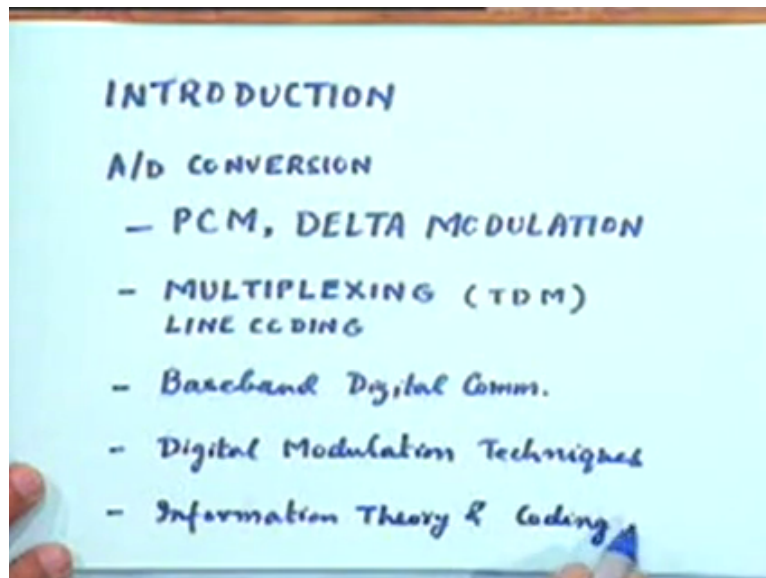 INTRODUCTION
A/D CONVERSION
- PCM, DELTA MODULATION
- MULTIPLEXING (TDM)
LINE CODING
- Baseband Digital Comm.
- Digital Modulation Techniques
- Information Theory & Coding